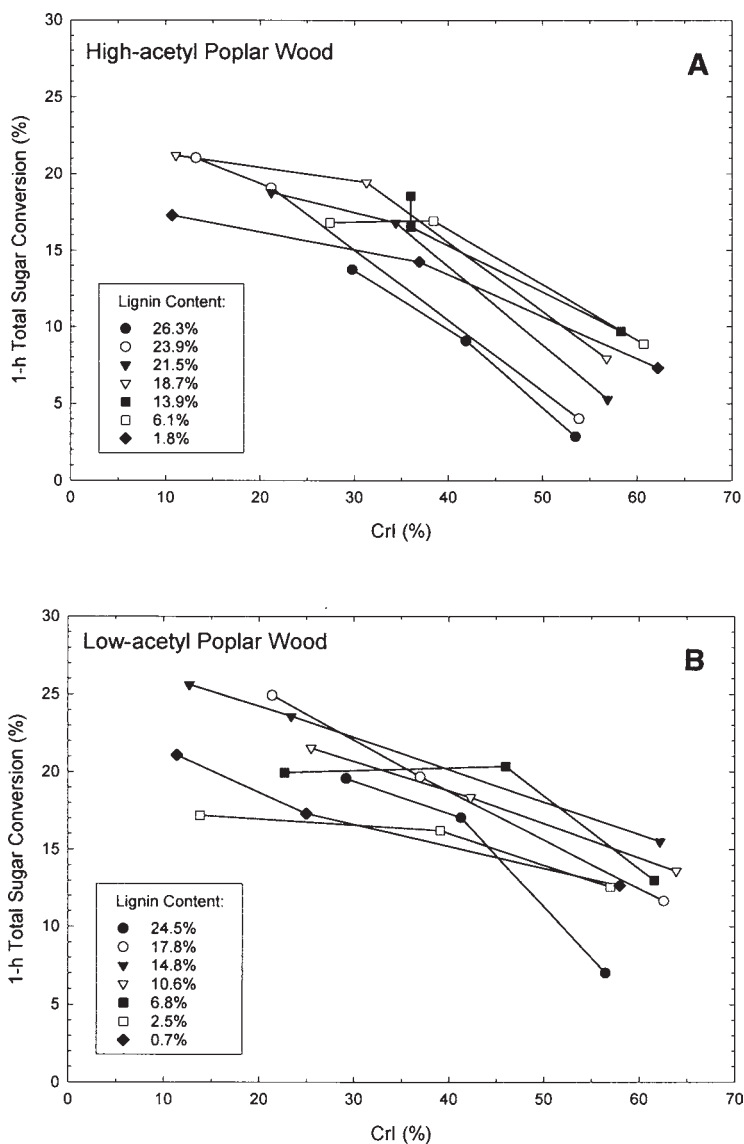 30
25
20
15
10
5
0
1-h Total Sugar Conversion (%)
High-acetyl Poplar Wood
A
Lignin Content:
26.3%
23.9%
21.5%
18.7%
13.9%
6.1%
1.8%
0 10 20 30 40 50 60 70
CrI (%)
30
25
20
15
10
5
0
1-h Total Sugar Conversion (%)
Low-acetyl Poplar Wood
B
Lignin Content:
24.5%
17.8%
14.8%
10.6%
6.8%
2.5%
0.7%
0 10 20 30 40 50 60 70
CrI (%)